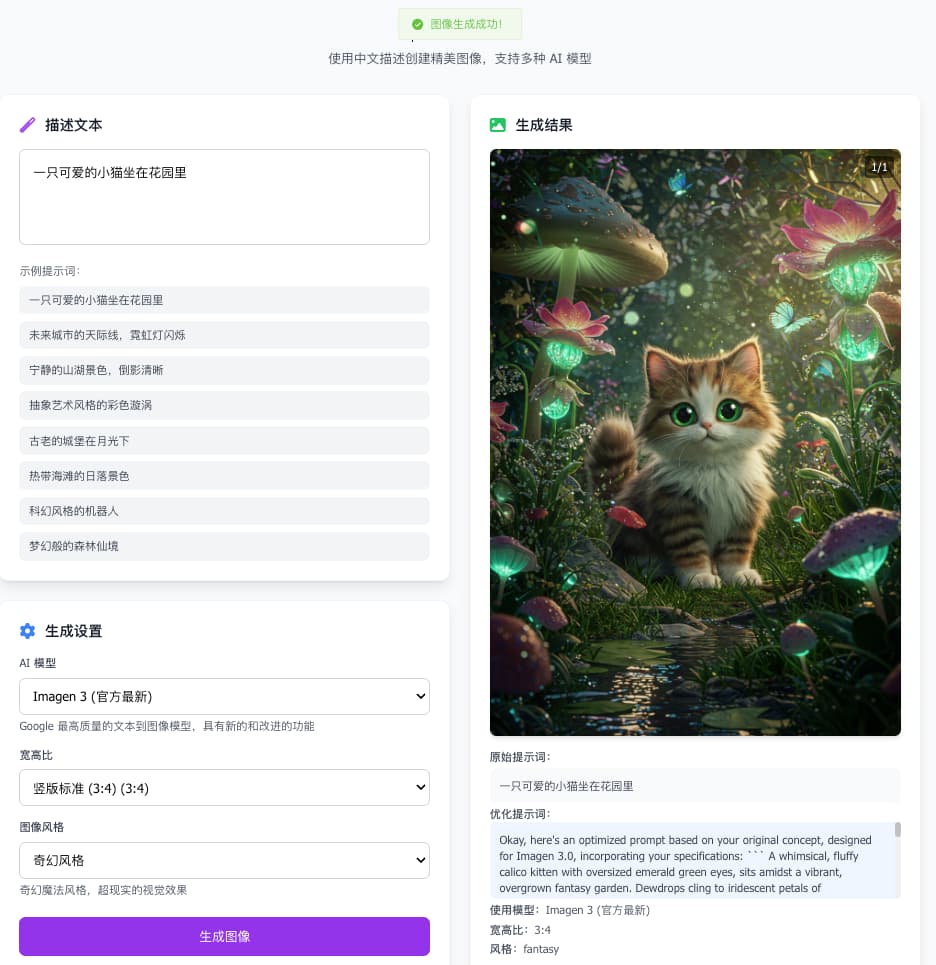 图像生成成功！
使用中文描述创建精美图像，支持多种 AI 模型
描述文本
一只可爱的小猫坐在花园里
示例提示词：
一只可爱的小猫坐在花园里
未来城市的天际线，霓虹灯闪烁
宁静的山湖景色，倒影清晰
抽象艺术风格的彩色漩涡
古老的城堡在月光下
热带海滩的日落景色
科幻风格的机器人
梦幻般的森林仙境
生成设置
AI 模型
Imagen 3 (官方最新)
Google 最高质量的文本到图像模型，具有新的和改进的功能
宽高比
竖版标准 (3:4) (3:4)
图像风格
奇幻风格
奇幻魔法风格，超现实的视觉效果
生成图像
生成结果
1/1
原始提示词：
一只可爱的小猫坐在花园里
优化提示词：
Okay, here's an optimized prompt based on your original concept, designed
for Imagen 3.0, incorporating your specifications: ``` A whimsical, fluffy
calico kitten with oversized emerald green eyes, sits amidst a vibrant,
overgrown fantasy garden. Dewdrops cling to iridescent petals of
使用模型：Imagen 3 (官方最新)
宽高比：3:4
风格：fantasy